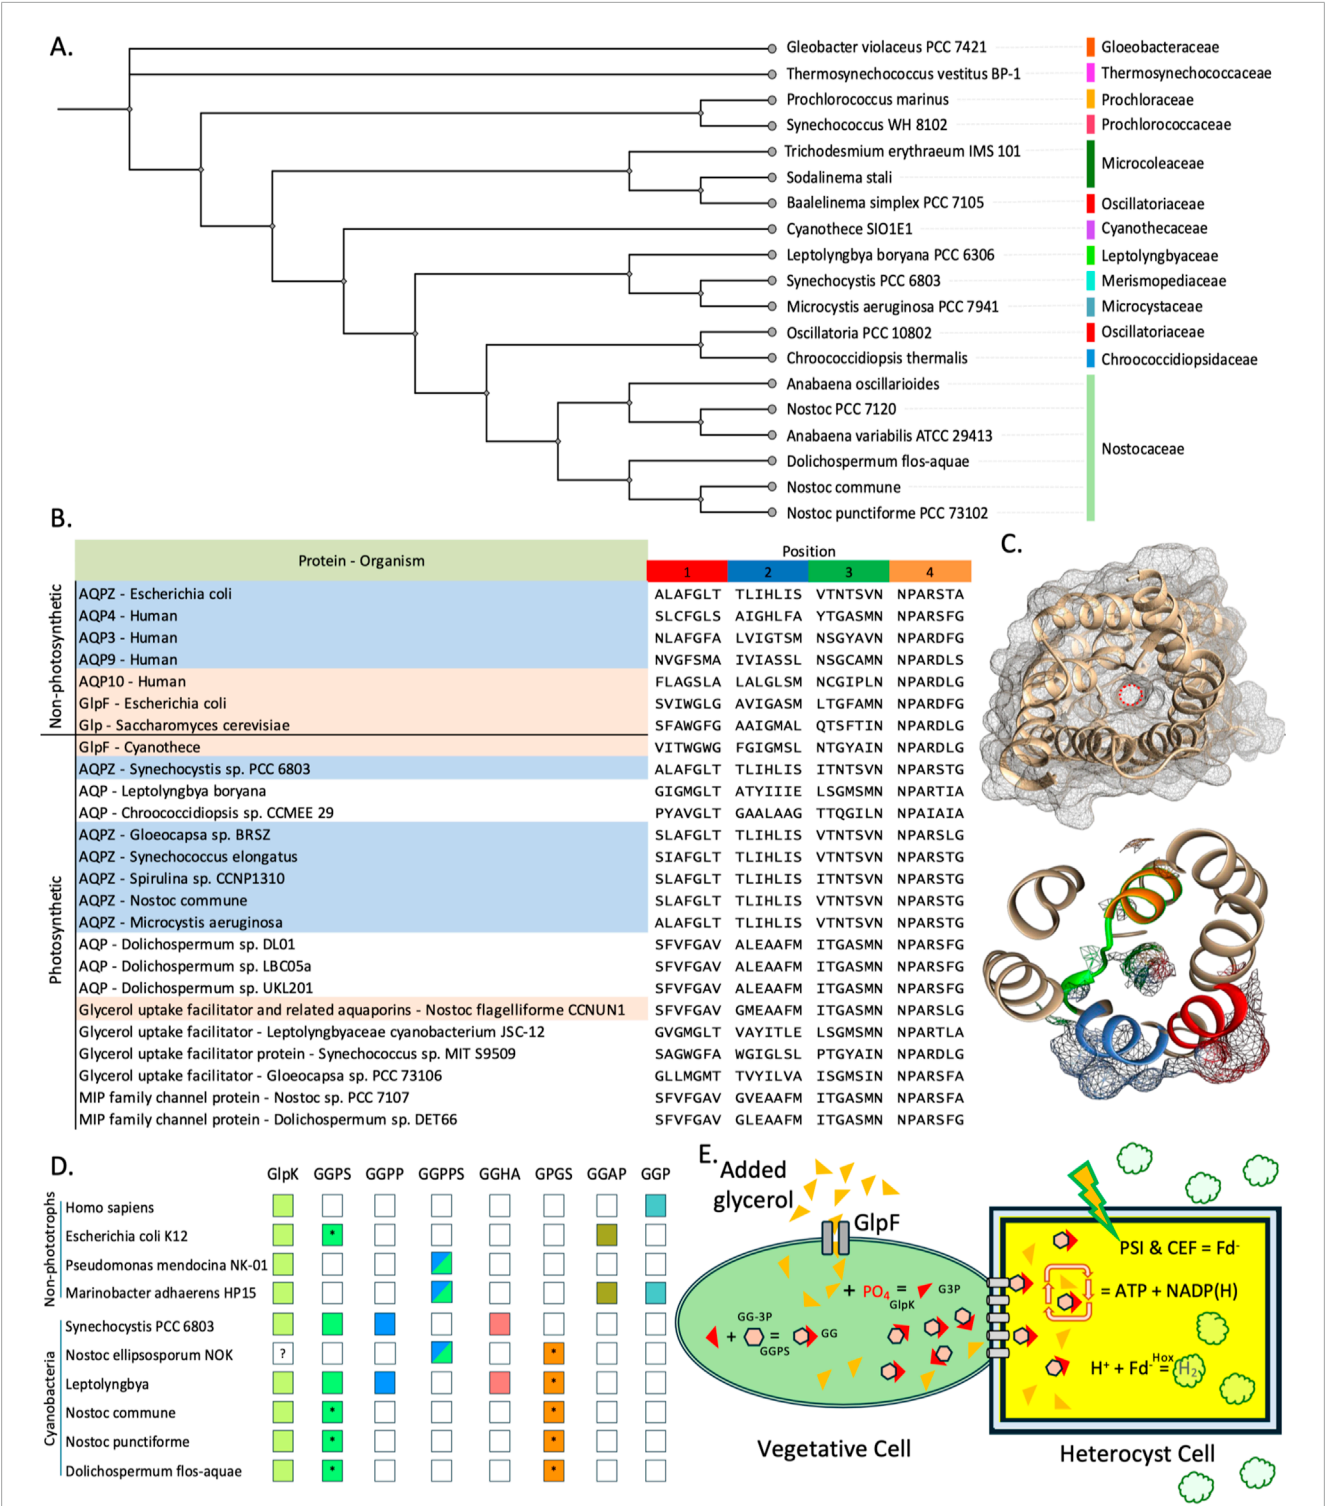 A.
Gleobacter violaceus PCC 7421 Gloeobacteraceae
Thermosynechococcus vestitus BP-1 Thermosynechococcaceae
Prochlorococcus marinus Prochloraceae
Synechococcus WH 8102 Prochlorococcaceae
Trichodesmium erythraeum IMS 101
Microcoleaceae
Sodalinema stali
Baalelinema simplex PCC 7105 Oscillatoriaceae
Cyanothece SIO1E1 Cyanothecaceae
Leptolyngbya boryana PCC 6306 Leptolyngbyaceae
Synechocystis PCC 6803 Merismopediaceae
Microcystis aeruginosa PCC 7941 Microcystaceae
Oscillatoria PCC 10802 Oscillatoriaceae
Chroococcidiopsis thermalis Chroococcidiopsidaceae
Anabaena oscillarioides
Nostoc PCC 7120
Anabaena variabilis ATCC 29413
Nostocaceae
Dolichospermum flos-aquae
Nostoc commune
Nostoc punctiforme PCC 73102
B.
Protein - Organism Position
1 2 3 4
Non-photosynthetic
AQPZ - Escherichia coli ALAFGLT TLIHLIS VTNTSVN NPARSTA
AQP4 - Human SLCFGLS AIGHLFA YTGASMN NPARSFG
AQP3 - Human NLAFGFA LVIGTSM NSGYAVN NPARDFG
AQP9 - Human NVGFSMA IVIASSL NSGCAMN NPARDLS
AQP10 - Human FLAGSLA LALGLSM NCGIPLN NPARDLG
GlpF - Escherichia coli SVIWGLG AVIGASM LTGFAMN NPARDFG
Glp - Saccharomyces cerevisiae SFAWGFG AAIGMAL QTSFTIN NPARDLG
Photosynthetic
GlpF - Cyanothece VITWGWG FGIGMSL NTGYAIN NPARDLG
AQPZ - Synechocystis sp. PCC 6803 ALAFGLT TLIHLIS ITNTSVN NPARSTG
AQP - Leptolyngbya boryana GIGMGLT ATYIIIE LSGMSMN NPARTIA
AQP - Chroococcidiopsis sp. CCMEE 29 PYAVGLT GAALAAG TTQGILN NPAIAIA
AQPZ - Gloeocapsa sp. BRSZ SLAFGLT TLIHLIS VTNTSVN NPARSLG
AQPZ - Synechococcus elongatus SIAFGLT TLIHLIS VTNTSVN NPARSTG
AQPZ - Spirulina sp. CCNP1310 SLAFGLT TLIHLIS ITNTSVN NPARSTG
AQPZ - Nostoc commune SLAFGLT TLIHLIS VTNTSVN NPARSTG
AQPZ - Microcystis aeruginosa ALAFGLT TLIHLIS VTNTSVN NPARSTG
AQP - Dolichospermum sp. DL01 SFVFGAV ALEAAFM ITGASMN NPARSFG
AQP - Dolichospermum sp. LBC05a SFVFGAV ALEAAFM ITGASMN NPARSFG
AQP - Dolichospermum sp. UKL201 SFVFGAV ALEAAFM ITGASMN NPARSFG
Glycerol uptake facilitator and related aquaporins - Nostoc flagelliforme CCNUN1 SFVFGAV GMEAAFM ITGASMN NPARSLG
Glycerol uptake facilitator - Leptolyngbyaceae cyanobacterium JSC-12 GVGMGLT VAYITLE LSGMSMN NPARTLA
Glycerol uptake facilitator protein - Synechococcus sp. MIT S9509 SAGWGFA WGIGLSL PTGYAIN NPARDLG
Glycerol uptake facilitator - Gloeocapsa sp. PCC 73106 GLLMGMT TVYILVA ISGMSIN NPARSFA
MIP family channel protein - Nostoc sp. PCC 7107 SFVFGAV GVEAAFM ITGASMN NPARSFA
MIP family channel protein - Dolichospermum sp. DET66 SFVFGAV GLEAAFM ITGASMN NPARSFG
C.
D.
GlpK GGPS GGPP GGPPS GGHA GPGS GGAP GGP
Non-phototrophs
Homo sapiens
Escherichia coli K12 *
Pseudomonas mendocina NK-01
Marinobacter adhaerens HP15
Cyanobacteria
Synechocystis PCC 6803
Nostoc ellipsosporum NOK ? *
Leptolyngbya *
Nostoc commune * *
Nostoc punctiforme * *
Dolichospermum flos-aquae * *
E.
Added
glycerol
GlpF
+ PO4 = G3P
GlpK
GG-3P
+ = GG
GGPS
Vegetative Cell
PSI & CEF = Fd-
= ATP + NADP(H)
H+ + Fd- = H2
Hox
Heterocyst Cell